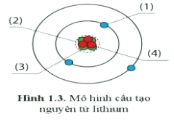 (1)
(2)
(3)
(4)
Hình 1.3. Mô hình cấu tạo
nguyên tử lithium